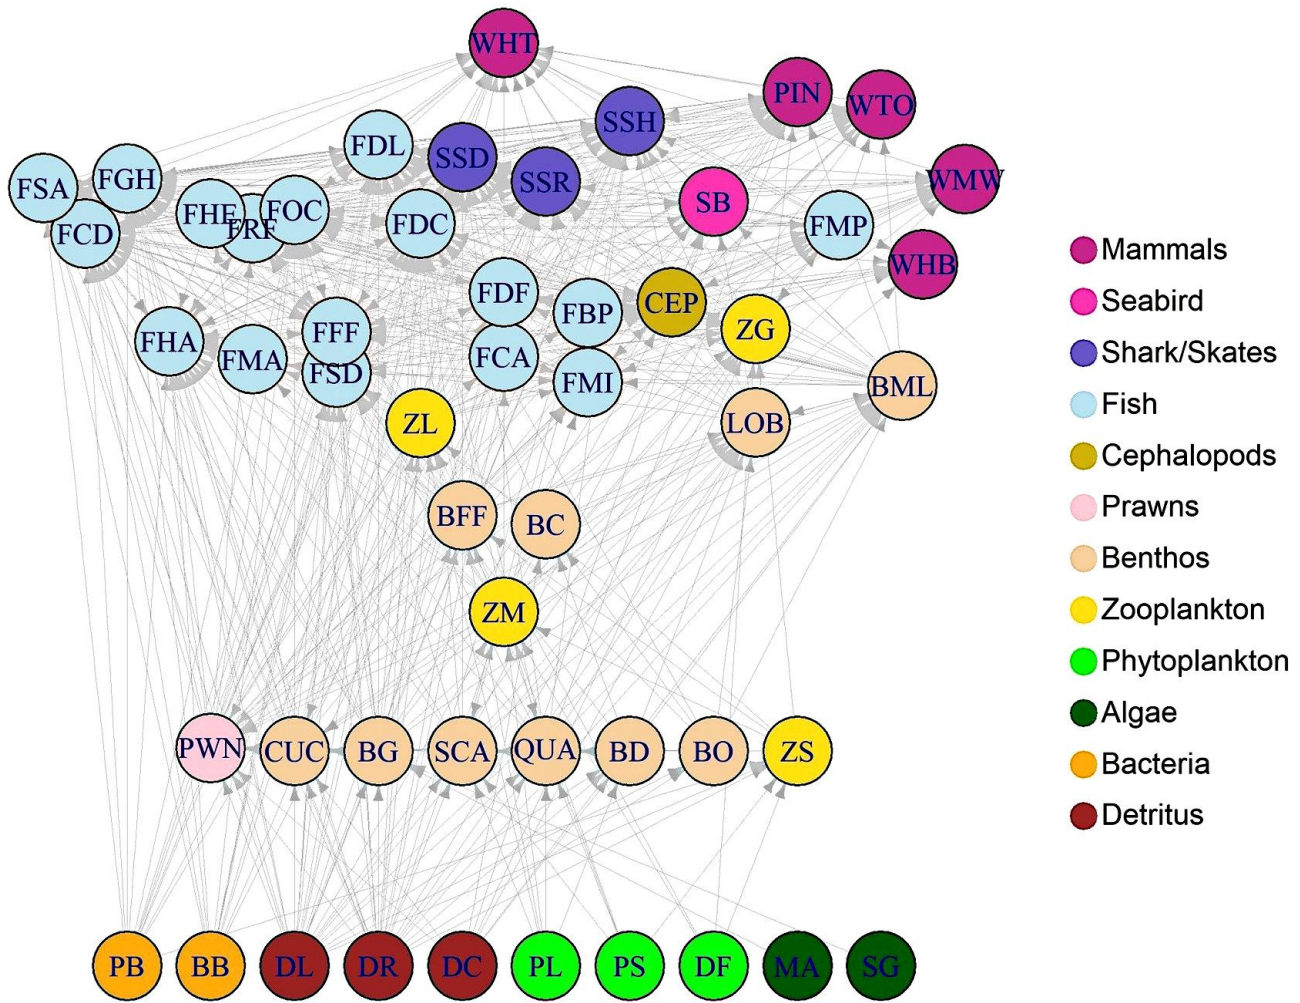 WHT
PIN
WTO
SSH
FDL
SSD
SSR
FSA
FGH
WMW
SB
FHE
FRF
FOC
FCD
FDC
FMP
WHB
FDF
FBP
CEP
ZG
FHA
FMA
FFF
FSD
FCA
FMI
BML
ZL
LOB
BFF
BC
ZM
PWN
CUC
BG
SCA
QUA
BD
BO
ZS
PB
BB
DL
DR
DC
PL
PS
DF
MA
SG
Mammals
Seabird
Shark/Skates
Fish
Cephalopods
Prawns
Benthos
Zooplankton
Phytoplankton
Algae
Bacteria
Detritus